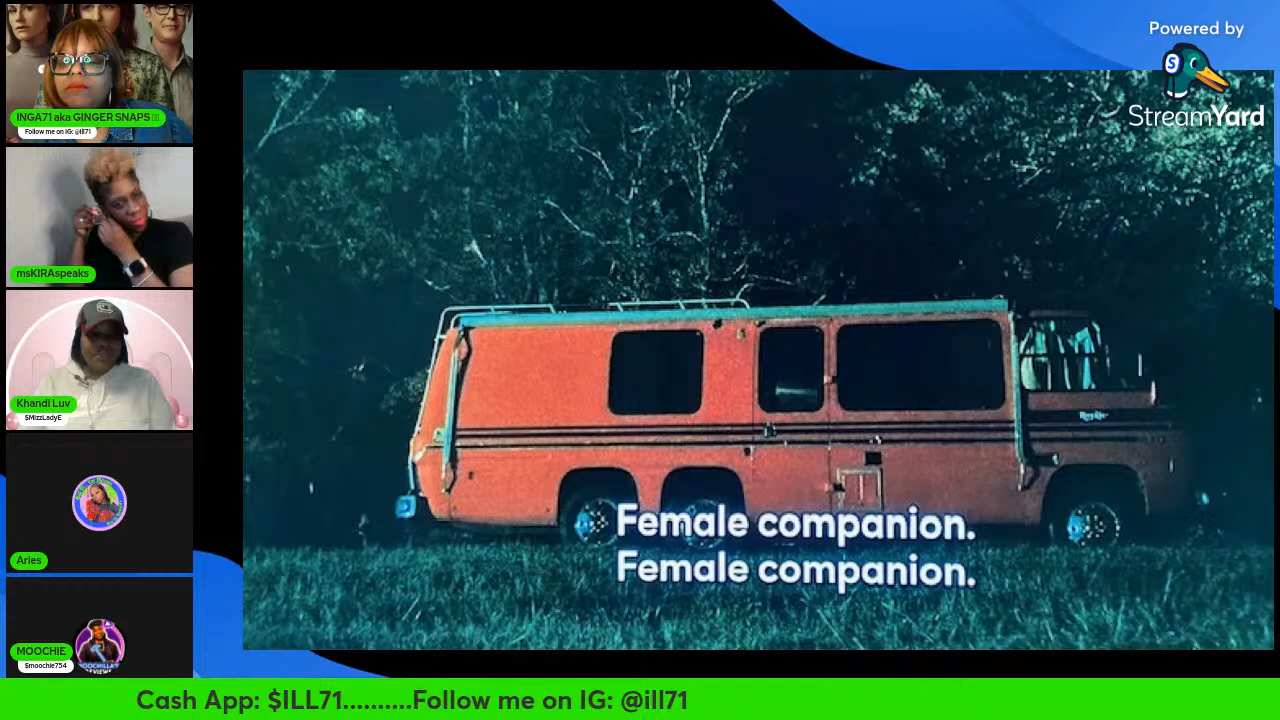 Powered by
S
StreamYard
INGA71 aka GINGER SNAPS
Follow me on IG: @ill71
msKIRAspeaks
Khandi Luv
$MizzLadyE
Aries
MOOCHIE
$moochie754
Female companion.
Female companion.
Cash App: $ILL71..........Follow me on IG: @ill71